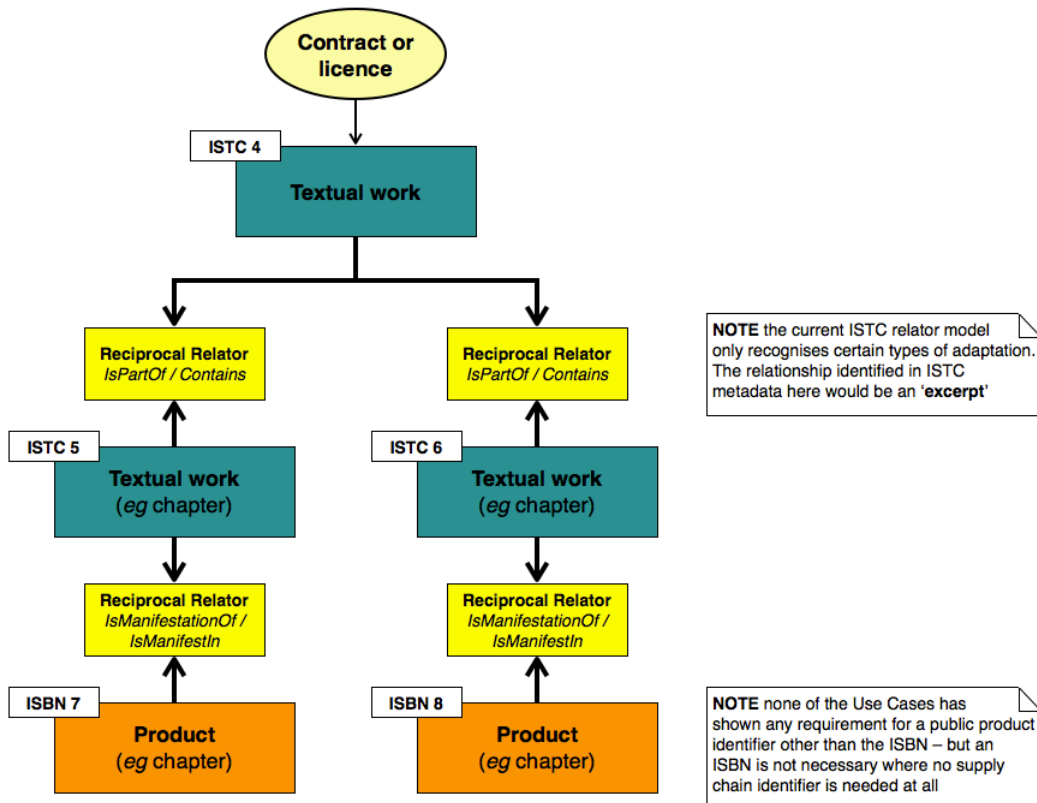 Contract or
licence
ISTC 4
Textual work
Reciprocal Relator
IsPartOf / Contains
Reciprocal Relator
IsPartOf / Contains
NOTE the current ISTC relator model
only recognises certain types of adaptation.
The relationship identified in ISTC
metadata here would be an ‘excerpt’
ISTC 5
Textual work
(eg chapter)
ISTC 6
Textual work
(eg chapter)
Reciprocal Relator
IsManifestationOf /
IsManifestIn
Reciprocal Relator
IsManifestationOf /
IsManifestIn
ISBN 7
Product
(eg chapter)
ISBN 8
Product
(eg chapter)
NOTE none of the Use Cases has
shown any requirement for a public product
identifier other than the ISBN – but an
ISBN is not necessary where no supply
chain identifier is needed at all